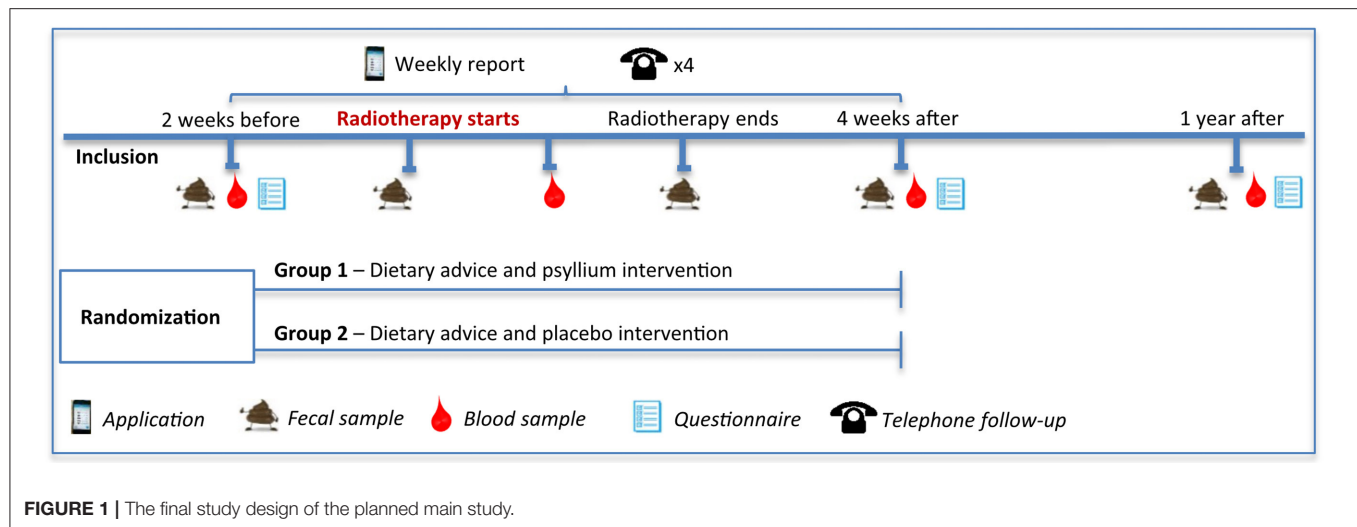 Weekly report x4
2 weeks before Radiotherapy starts Radiotherapy ends 4 weeks after 1 year after
Inclusion
Group 1 – Dietary advice and psyllium intervention
Randomization
Group 2 – Dietary advice and placebo intervention
Application Fecal sample Blood sample Questionnaire Telephone follow-up
FIGURE 1 | The final study design of the planned main study.